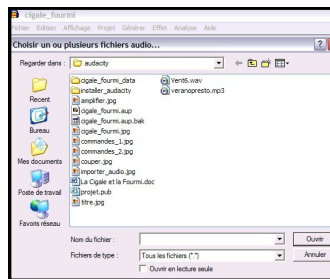 cigale_fourmi
Fichier Edition Affichage Projet Générer Effet Analyse Aide
Choisir un ou plusieurs fichiers audio...
Regarder dans : audacity
Recent
Bureau
Mes documents
Poste de travail
Favoris réseau
cigale_fourmi_data
installer_audacity
amplifier.jpg
cigale_fourmi.aup
cigale_fourmi.aup.bak
cigale_fourmi.jpg
commandes_1.jpg
commandes_2.jpg
couper.jpg
importer_audio.jpg
La Cigale et la Fourmi.doc
projet.pub
titre.jpg
Vent6.wav
veranopresto.mp3
Nom du fichier : Ouvrir
Fichiers de type : Tous les fichiers (*.*) Annuler
Ouvrir en lecture seule